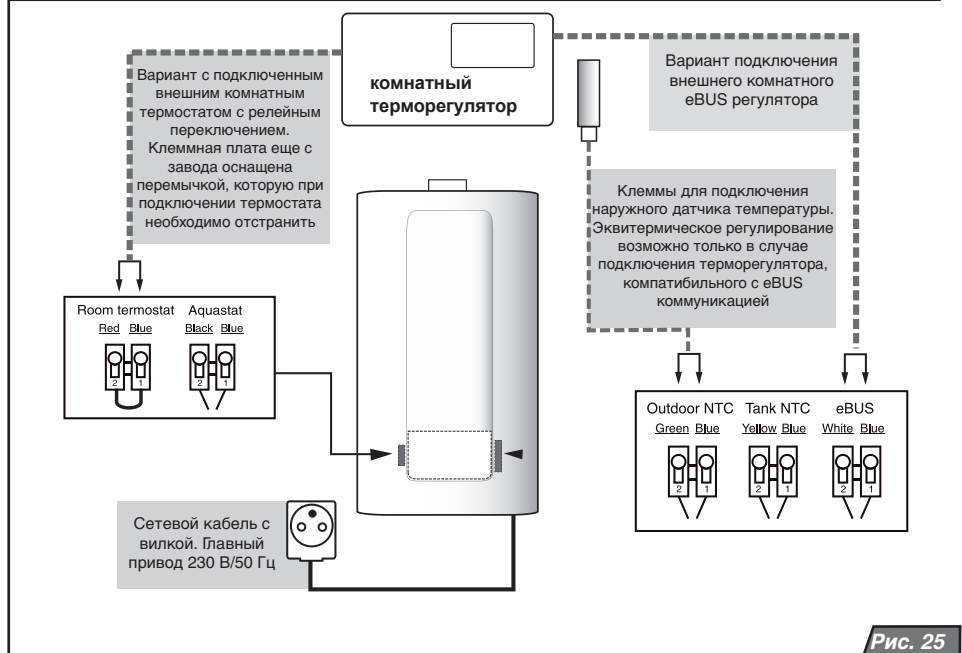 комнатный
терморегулятор
Вариант с подключенным
внешним комнатным
термостатом с релейным
переключением.
Клеммная плата еще с
завода оснащена
перемычкой, которую при
подключении термостата
необходимо отстранить
Вариант подключения
внешнего комнатного
eBUS регулятора
Клеммы для подключения
наружного датчика температуры.
Эквитермическое регулирование
возможно только в случае
подключения терморегулятора,
компатибильного с eBUS
коммуникацией
Room termostat Aquastat
Red Blue Black Blue
2 1 2 1
Outdoor NTC Tank NTC eBUS
Green Blue Yellow Blue White Blue
2 1 2 1 2 1
Сетевой кабель с
вилкой. Главный
привод 230 В/50 Гц
Рис. 25